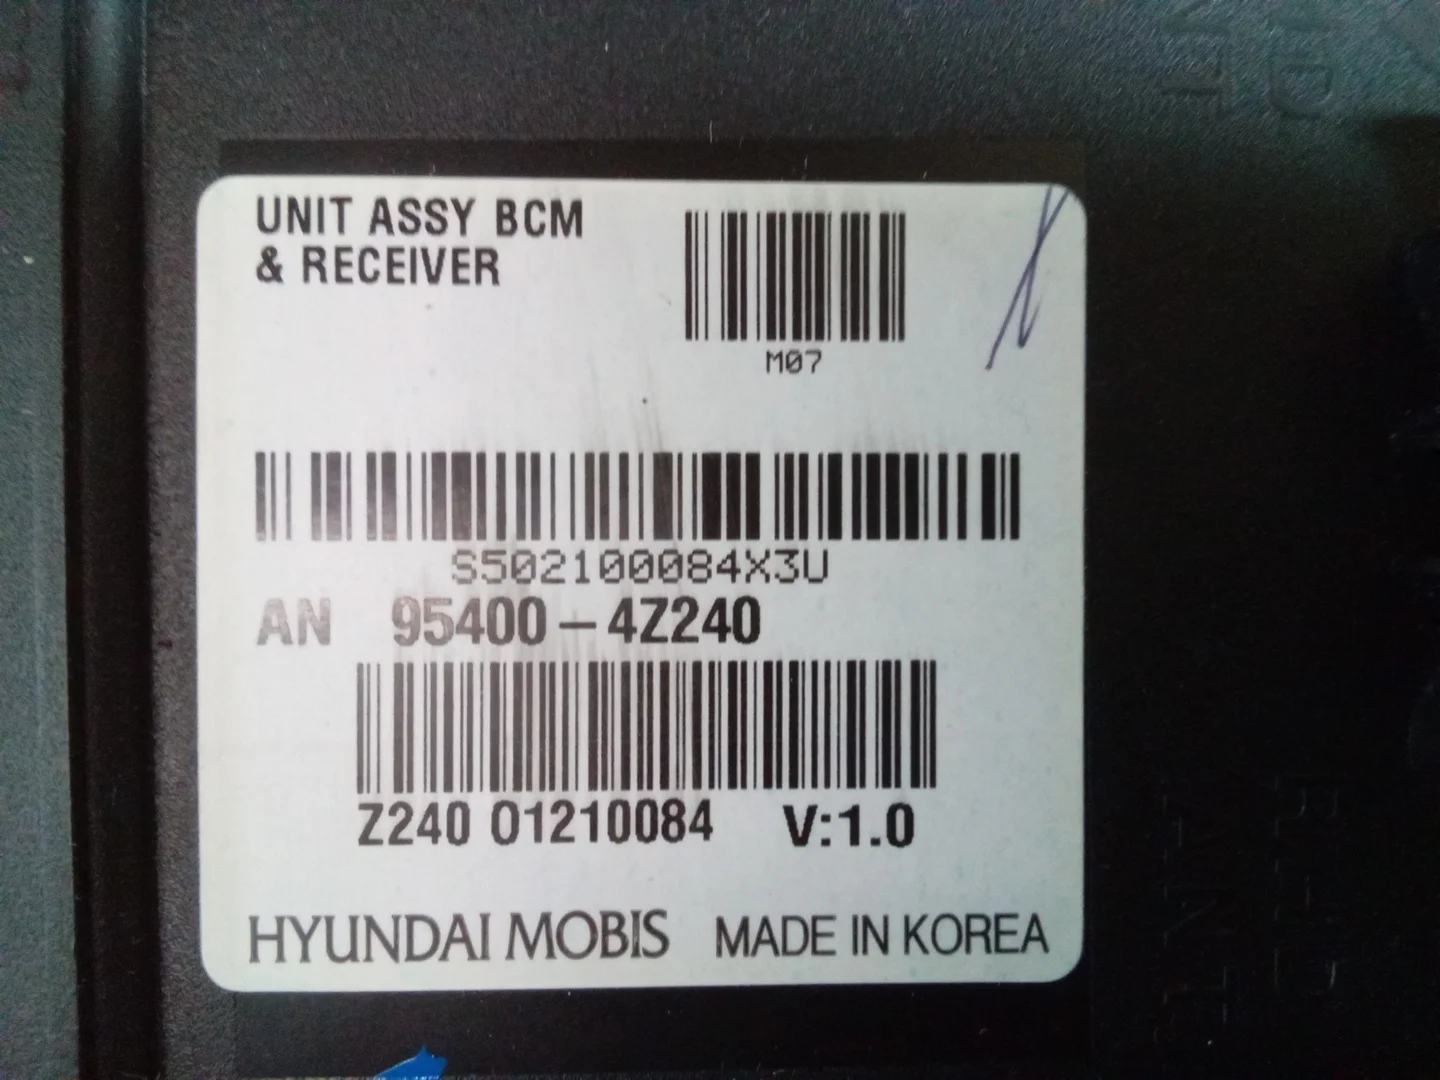 UNIT ASSY BCM
& RECEIVER
M07
S502100084X3U
AN 95400-4Z240
Z240 01210084 V:1.0
HYUNDAI MOBIS MADE IN KOREA